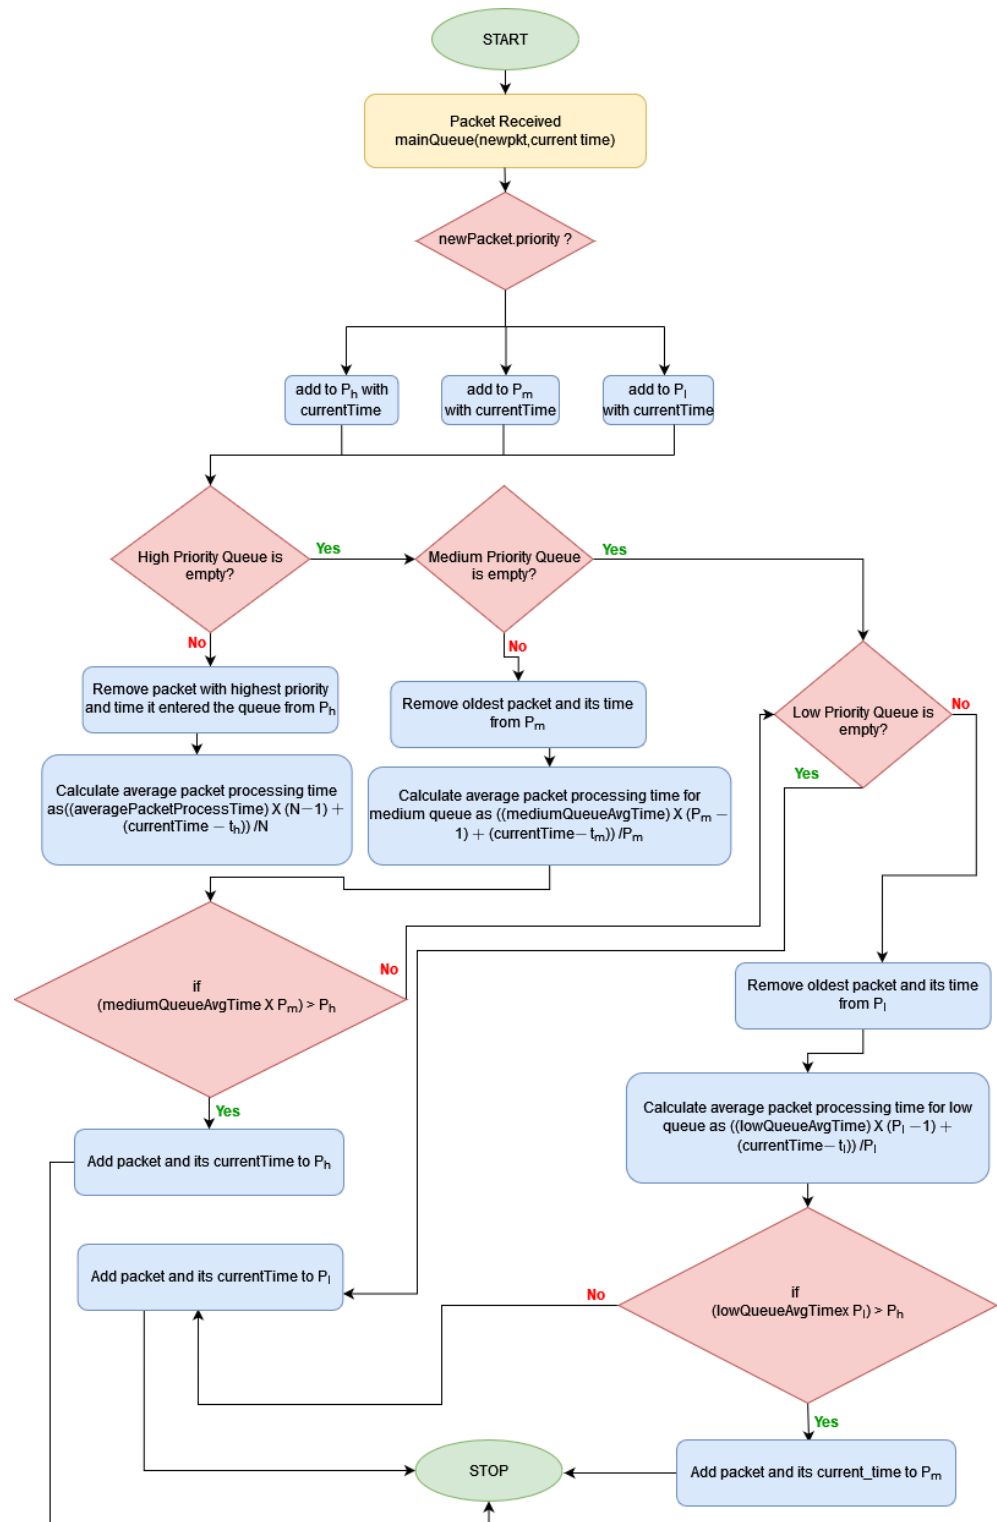 START
Packet Received
mainQueue(newpkt,current time)
newPacket.priority ?
add to Pₕ with
currentTime
add to Pₘ
with currentTime
add to Pₗ
with currentTime
High Priority Queue is
empty?
Yes
Medium Priority Queue
is empty?
Yes
No
No
Remove packet with highest priority
and time it entered the queue from Pₕ
Remove oldest packet and its time
from Pₘ
Low Priority Queue is
empty?
No
Yes
Calculate average packet processing time
as((averagePacketProcessTime) X (N−1) +
(currentTime − tₕ)) /N
Calculate average packet processing time for
medium queue as ((mediumQueueAvgTime) X (Pₘ −
1) + (currentTime− tₘ)) /Pₘ
if
(mediumQueueAvgTime X Pₘ) > Pₕ
No
Yes
Remove oldest packet and its time
from Pₗ
Calculate average packet processing time for low
queue as ((lowQueueAvgTime) X (Pₗ −1) +
(currentTime− tₗ)) /Pₗ
Add packet and its currentTime to Pₕ
Add packet and its currentTime to Pₗ
if
(lowQueueAvgTimex Pₗ) > Pₕ
No
Yes
STOP
Add packet and its current_time to Pₘ